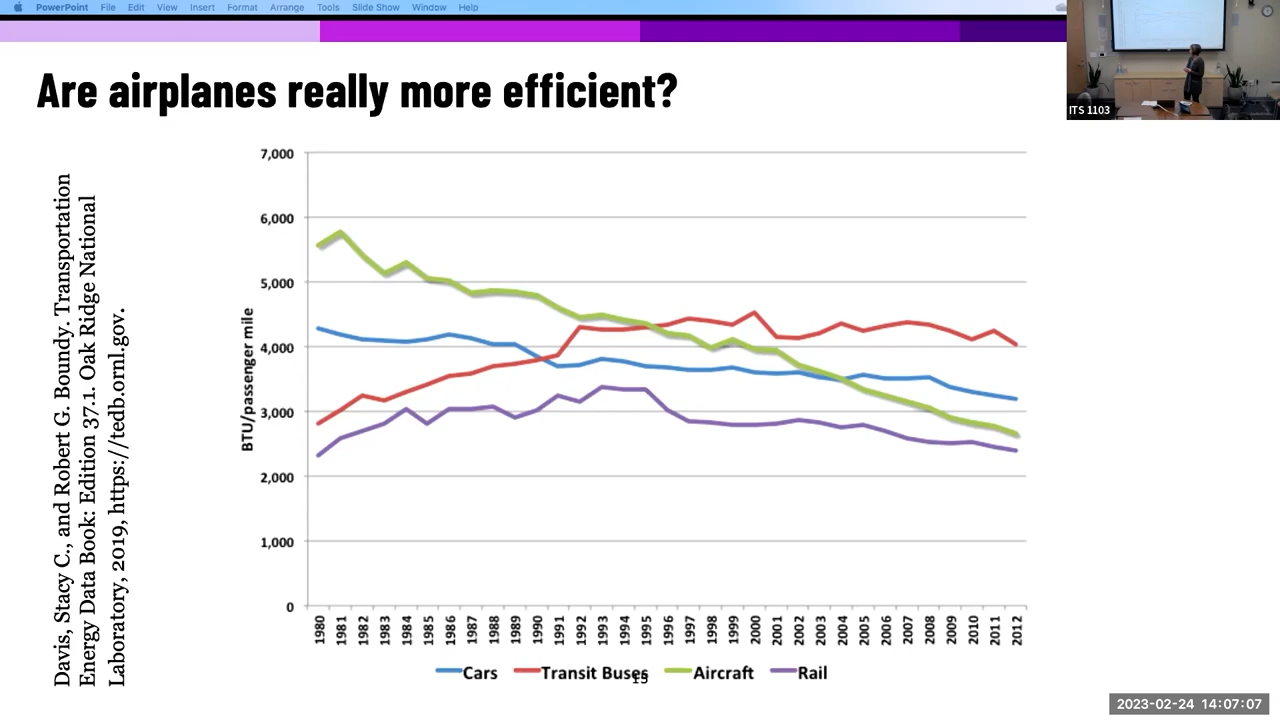 PowerPoint File Edit View Insert Format Arrange Tools Slide Show Window Help
ITS 1103
Are airplanes really more efficient?
Davis, Stacy C., and Robert G. Boundy. Transportation
Energy Data Book: Edition 37.1. Oak Ridge National
Laboratory, 2019, https://tedb.ornl.gov.
BTU/passenger mile
7,000
6,000
5,000
4,000
3,000
2,000
1,000
0
1980 1981 1982 1983 1984 1985 1986 1987 1988 1989 1990 1991 1992 1993 1994 1995 1996 1997 1998 1999 2000 2001 2002 2003 2004 2005 2006 2007 2008 2009 2010 2011 2012
Cars Transit Buses Aircraft Rail
15
2023-02-24 14:07:07